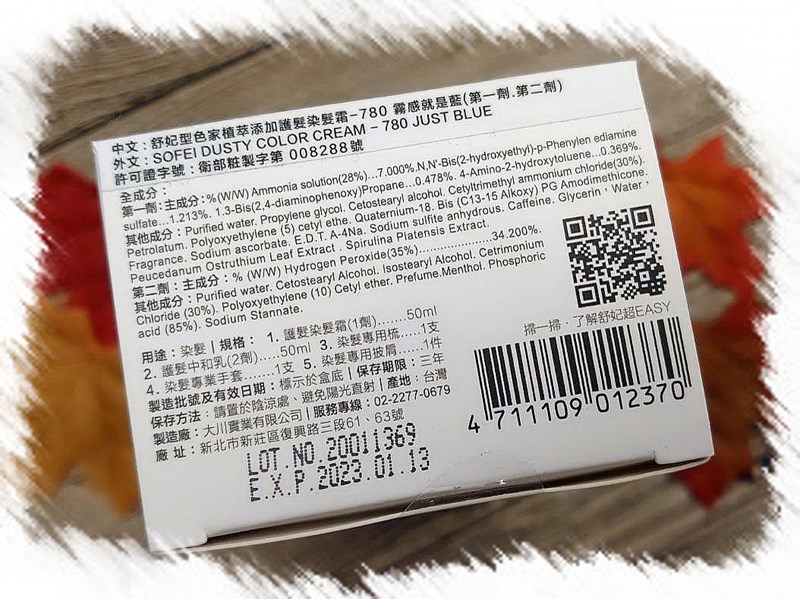 中文：舒妃型色家植萃添加護髮染髮霜-780 霧感就是藍(第一劑.第二劑)
外文：SOFEI DUSTY COLOR CREAM - 780 JUST BLUE
許可證字號：衛部粧製字第 008288號
全成分：
第一劑：主成分：%(W/W) Ammonia solution(28%)...7.000%.N,N'-Bis(2-hydroxyethyl)-p-Phenylen ediamine
sulfate...1.213%. 1.3-Bis(2,4-diaminophenoxy)Propane...0.478%. 4-Amino-2-hydroxytoluene...0.369%.
其他成分：Purified water. Propylene glycol. Cetostearyl alcohol. Cetyltrimethyl ammonium chloride(30%).
Petrolatum. Polyoxyethylene (5) cetyl ethe. Quaternium-18. Bis (C13-15 Alkoxy) PG Amodimethicone.
Fragrance. Sodium ascorbate. E.D.T. A-4Na. Sodium sulfite anhydrous. Caffeine. Glycerin，Water，
Peucedanum Ostruthium Leaf Extract，Spirulina Platensis Extract.
第二劑：主成分：% (W/W) Hydrogen Peroxide(35%)......................34.200%.
其他成分：Purified water. Cetostearyl Alcohol. Isostearyl Alcohol. Cetrimonium
Chloride (30%). Polyoxyethylene (10) Cetyl ether. Prefume.Menthol. Phosphoric
acid (85%). Sodium Stannate.
用途：染髮｜規格： 1. 護髮染髮霜(1劑)......50ml
2. 護髮中和乳(2劑)......50ml 3. 染髮專用梳......1支
4. 染髮專業手套......1支 5. 染髮專用披肩......1件
製造批號及有效日期：標示於盒底｜保存期限：三年
保存方法：請置於陰涼處、避免陽光直射｜產地：台灣
製造廠：大川實業有限公司｜服務專線：02-2277-0679
廠 址：新北市新莊區復興路三段61、63號
掃一掃．了解舒妃超EASY
4 711109 012370
LOT.NO.20011369
E.X.P.2023.01.13